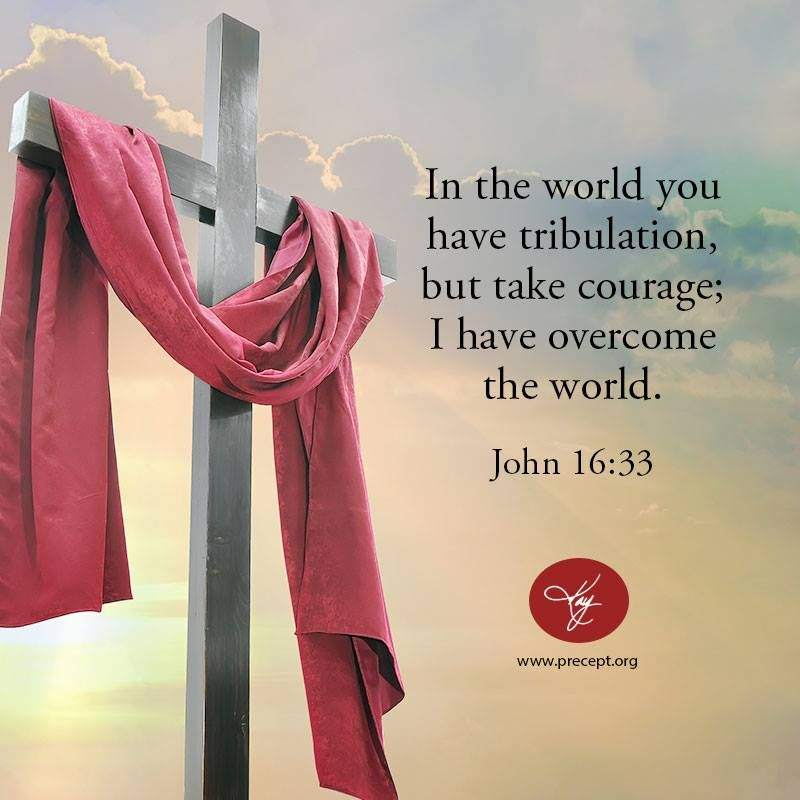 In the world you
have tribulation,
but take courage;
I have overcome
the world.
John 16:33
Kay
www.precept.org